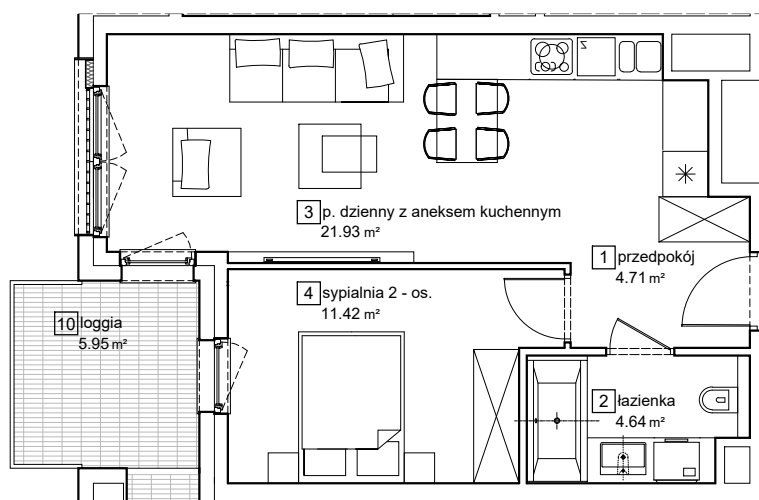 3 p. dzienny z aneksem kuchennym
21.93 m²
1 przedpokój
4.71 m²
4 sypialnia 2 - os.
11.42 m²
10 loggia
5.95 m²
2 łazienka
4.64 m²